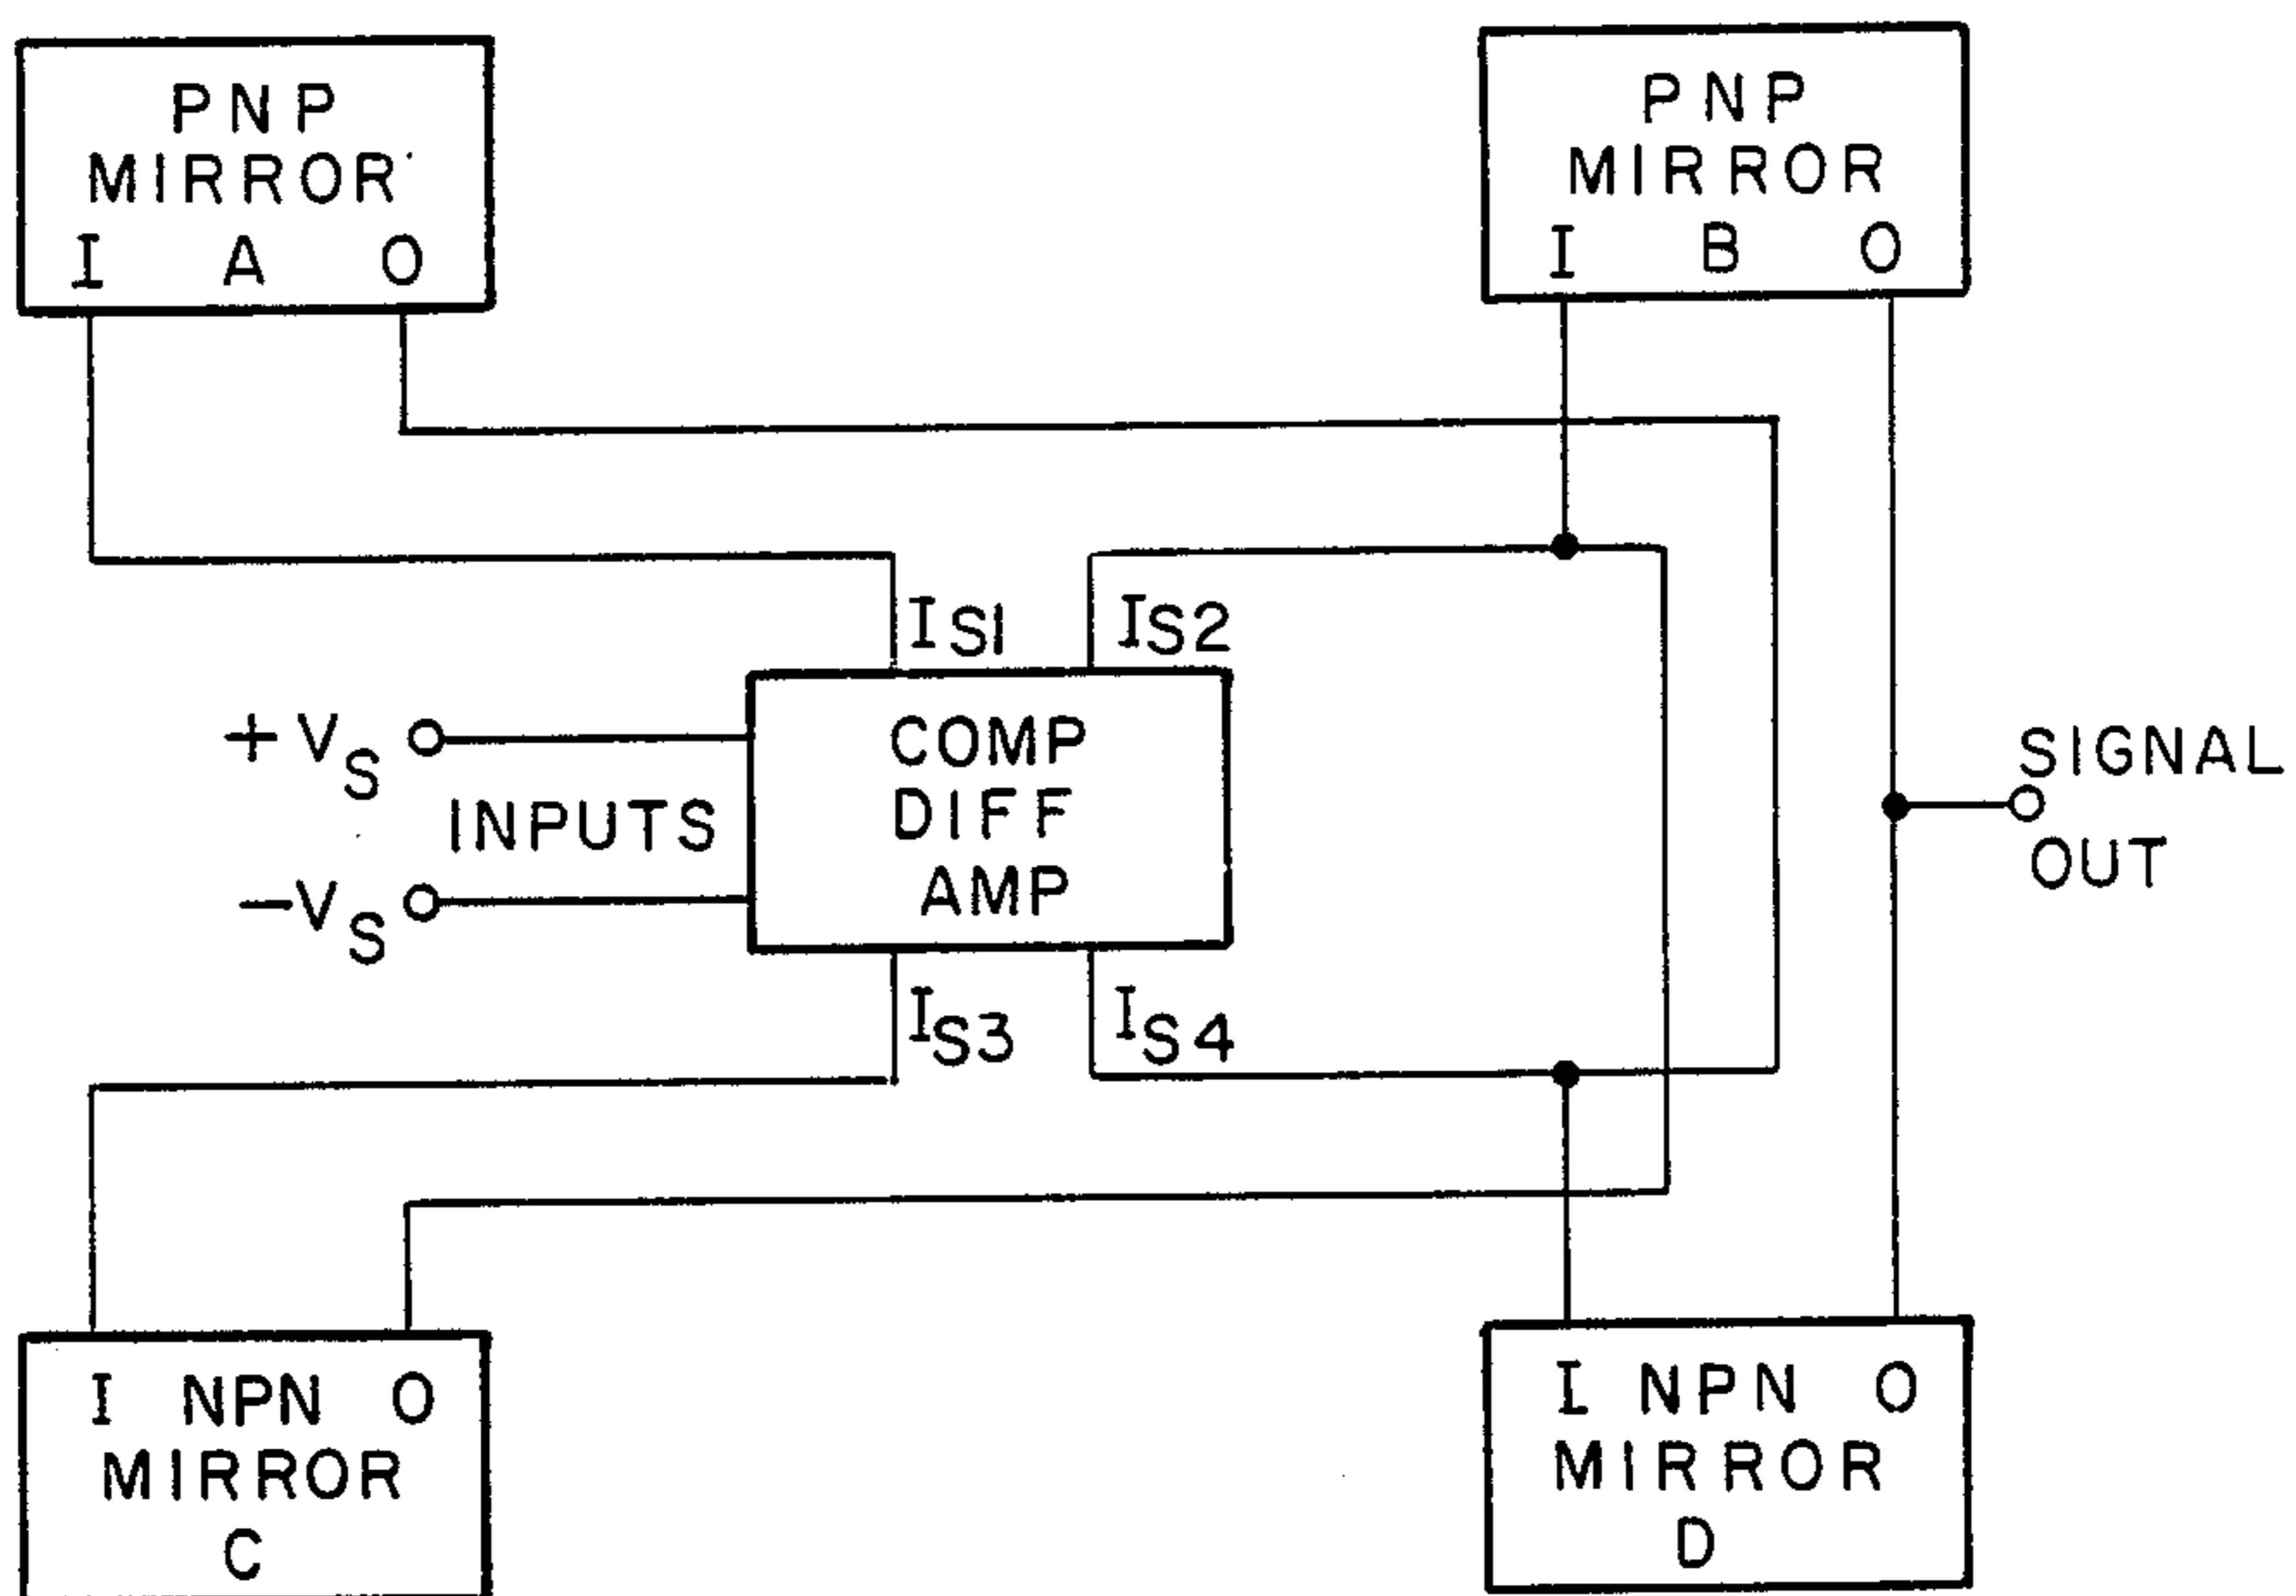 PNP
MIRROR
I A O
PNP
MIRROR
I B O
IS1
IS2
+VS
INPUTS
-VS
COMP
DIFF
AMP
SIGNAL
OUT
IS3
IS4
I NPN O
MIRROR
C
I NPN O
MIRROR
D